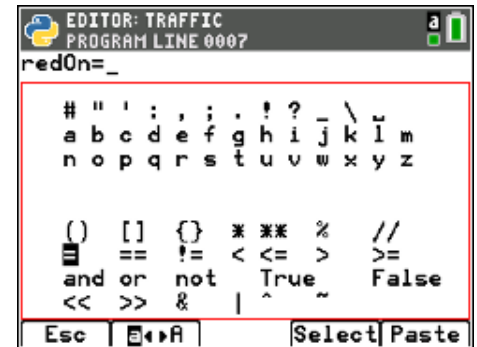 EDITOR: TRAFFIC
PROGRAM LINE 0007
a
redOn=_
# " ' : , ; . ! ? _ \ ␣
a b c d e f g h i j k l m
n o p q r s t u v w x y z
() [] {} * ** % //
= == != < <= > >=
and or not True False
<< >> & | ^ ~
Esc a◂▸A Select Paste